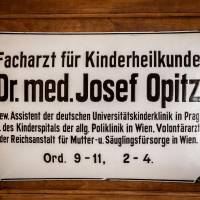 Facharzt für Kinderheilkunde
Dr. med. Josef Opitz
ew. Assistent der deutschen Universitätskinderklinik in Prag
. des Kinderspitals der allg. Poliklinik in Wien, Volontärarzt
der Reichsanstalt für Mutter- u. Säuglingsfürsorge in Wien.
Ord. 9-11, 2-4.